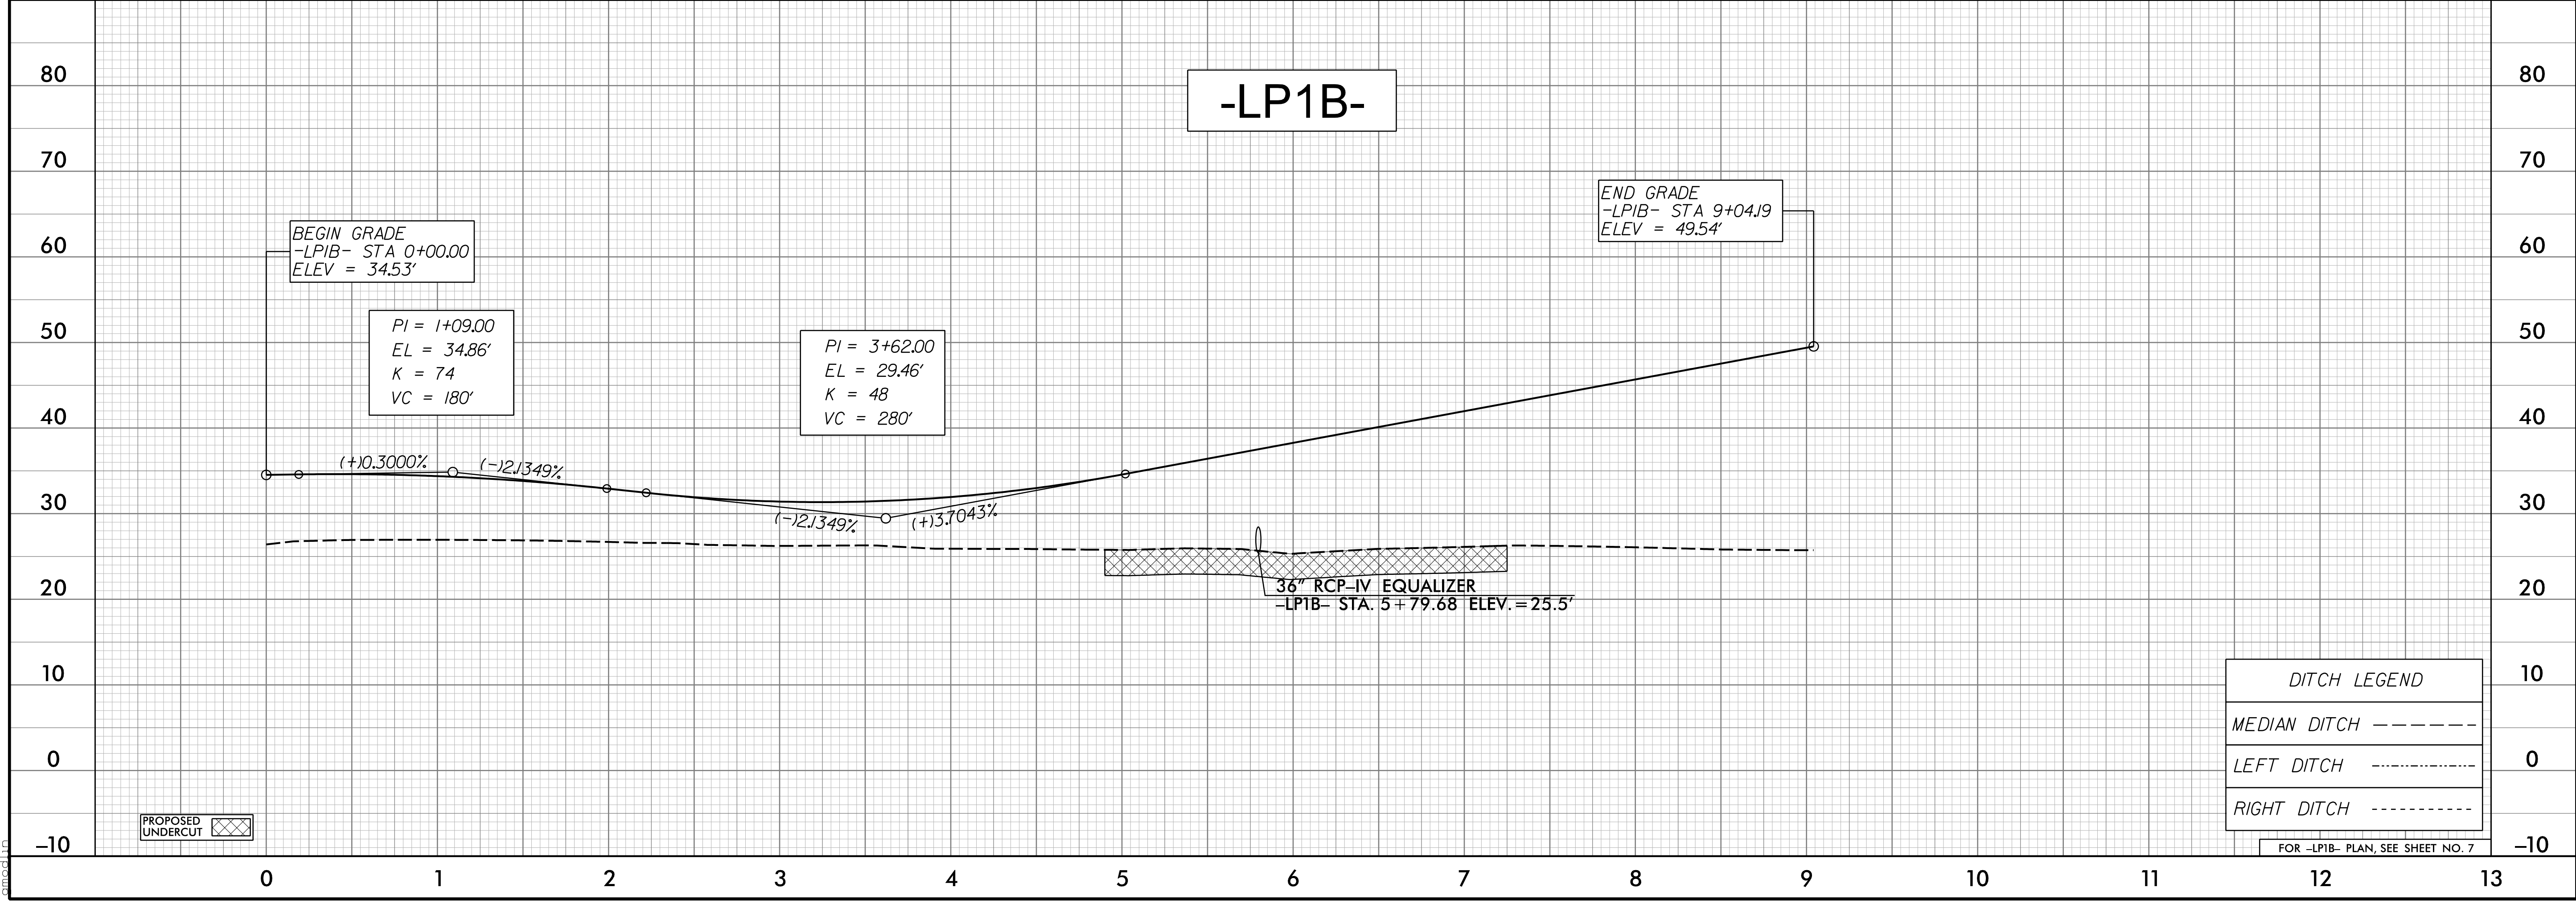 -LP1B-
80
80
70
70
60
60
50
50
40
40
30
30
20
20
10
10
0
0
-10
-10
BEGIN GRADE
-LP1B- STA 0+00.00
ELEV = 34.53'
PI = 1+09.00
EL = 34.86'
K = 74
VC = 180'
PI = 3+62.00
EL = 29.46'
K = 48
VC = 280'
END GRADE
-LP1B- STA 9+04.19
ELEV = 49.54'
(+)0.3000%
(-)2.1349%
(-)2.1349%
(+)3.7043%
36" RCP-IV EQUALIZER
-LP1B- STA. 5+79.68 ELEV.=25.5'
DITCH LEGEND
MEDIAN DITCH
LEFT DITCH
RIGHT DITCH
PROPOSED
UNDERCUT
FOR -LP1B- PLAN, SEE SHEET NO. 7
amodlin
0 1 2 3 4 5 6 7 8 9 10 11 12 13